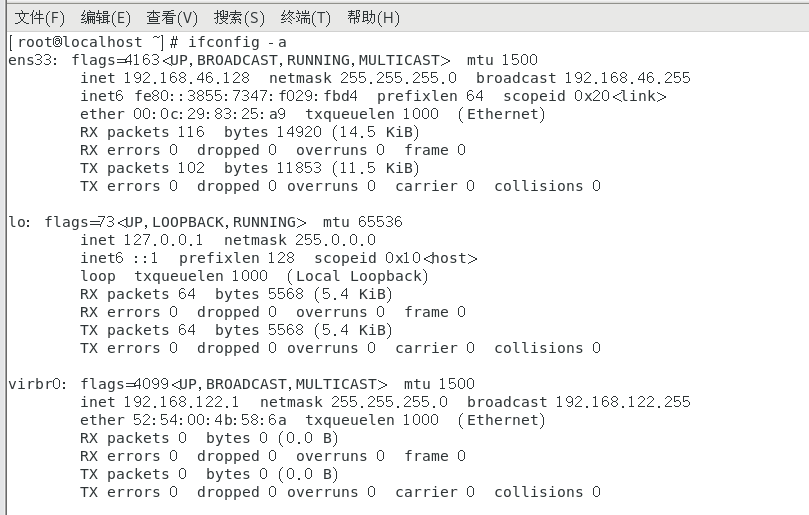 文件(F) 编辑(E) 查看(V) 搜索(S) 终端(T) 帮助(H)
[root@localhost ~]# ifconfig -a
ens33: flags=4163<UP,BROADCAST,RUNNING,MULTICAST>  mtu 1500
        inet 192.168.46.128  netmask 255.255.255.0  broadcast 192.168.46.255
        inet6 fe80::3855:7347:f029:fbd4  prefixlen 64  scopeid 0x20<link>
        ether 00:0c:29:83:25:a9  txqueuelen 1000  (Ethernet)
        RX packets 116  bytes 14920 (14.5 KiB)
        RX errors 0  dropped 0  overruns 0  frame 0
        TX packets 102  bytes 11853 (11.5 KiB)
        TX errors 0  dropped 0 overruns 0  carrier 0  collisions 0
lo: flags=73<UP,LOOPBACK,RUNNING>  mtu 65536
        inet 127.0.0.1  netmask 255.0.0.0
        inet6 ::1  prefixlen 128  scopeid 0x10<host>
        loop  txqueuelen 1000  (Local Loopback)
        RX packets 64  bytes 5568 (5.4 KiB)
        RX errors 0  dropped 0  overruns 0  frame 0
        TX packets 64  bytes 5568 (5.4 KiB)
        TX errors 0  dropped 0 overruns 0  carrier 0  collisions 0
virbr0: flags=4099<UP,BROADCAST,MULTICAST>  mtu 1500
        inet 192.168.122.1  netmask 255.255.255.0  broadcast 192.168.122.255
        ether 52:54:00:4b:58:6a  txqueuelen 1000  (Ethernet)
        RX packets 0  bytes 0 (0.0 B)
        RX errors 0  dropped 0  overruns 0  frame 0
        TX packets 0  bytes 0 (0.0 B)
        TX errors 0  dropped 0 overruns 0  carrier 0  collisions 0